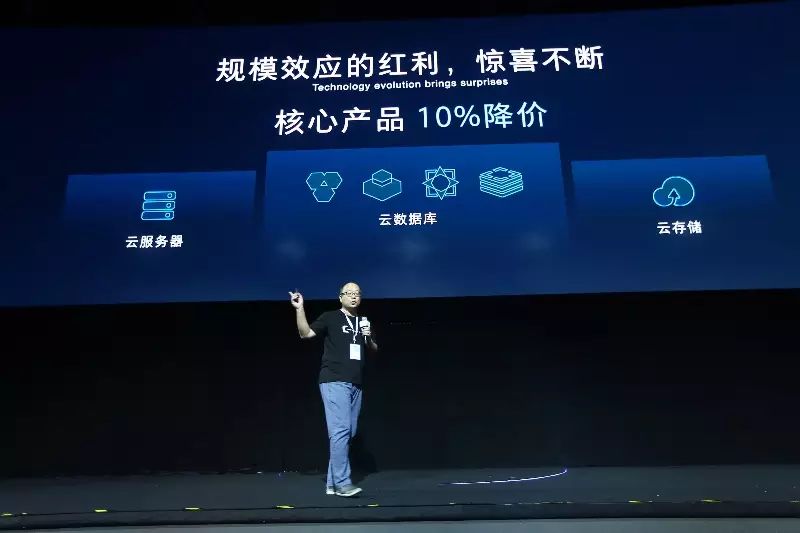 规模效应的红利，惊喜不断
Technology evolution brings surprises
核心产品 10%降价
云服务器
云数据库
云存储